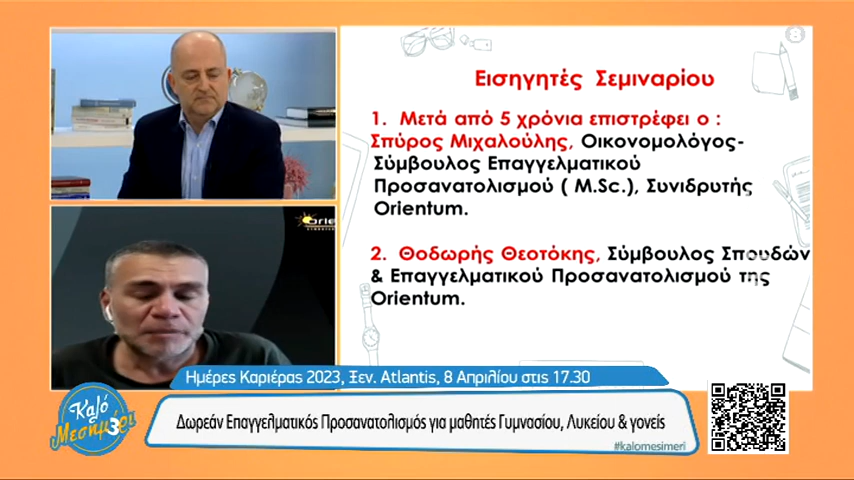 Εισηγητές Σεμιναρίου
1. Μετά από 5 χρόνια επιστρέφει ο :
Σπύρος Μιχαλούλης, Οικονομολόγος-
Σύμβουλος Επαγγελματικού
Προσανατολισμού ( M.Sc.), Συνιδρυτής
Orientum.
2. Θοδωρής Θεοτόκης, Σύμβουλος Σπουδών
& Επαγγελματικού Προσανατολισμού της
Orientum.
Ημέρες Καριέρας 2023, Ξεν. Atlantis, 8 Απριλίου στις 17.30
Καλό
Μεσημέρι
3
Δωρεάν Επαγγελματικός Προσανατολισμός για μαθητές Γυμνασίου, Λυκείου & γονείς
#kalomesimeri